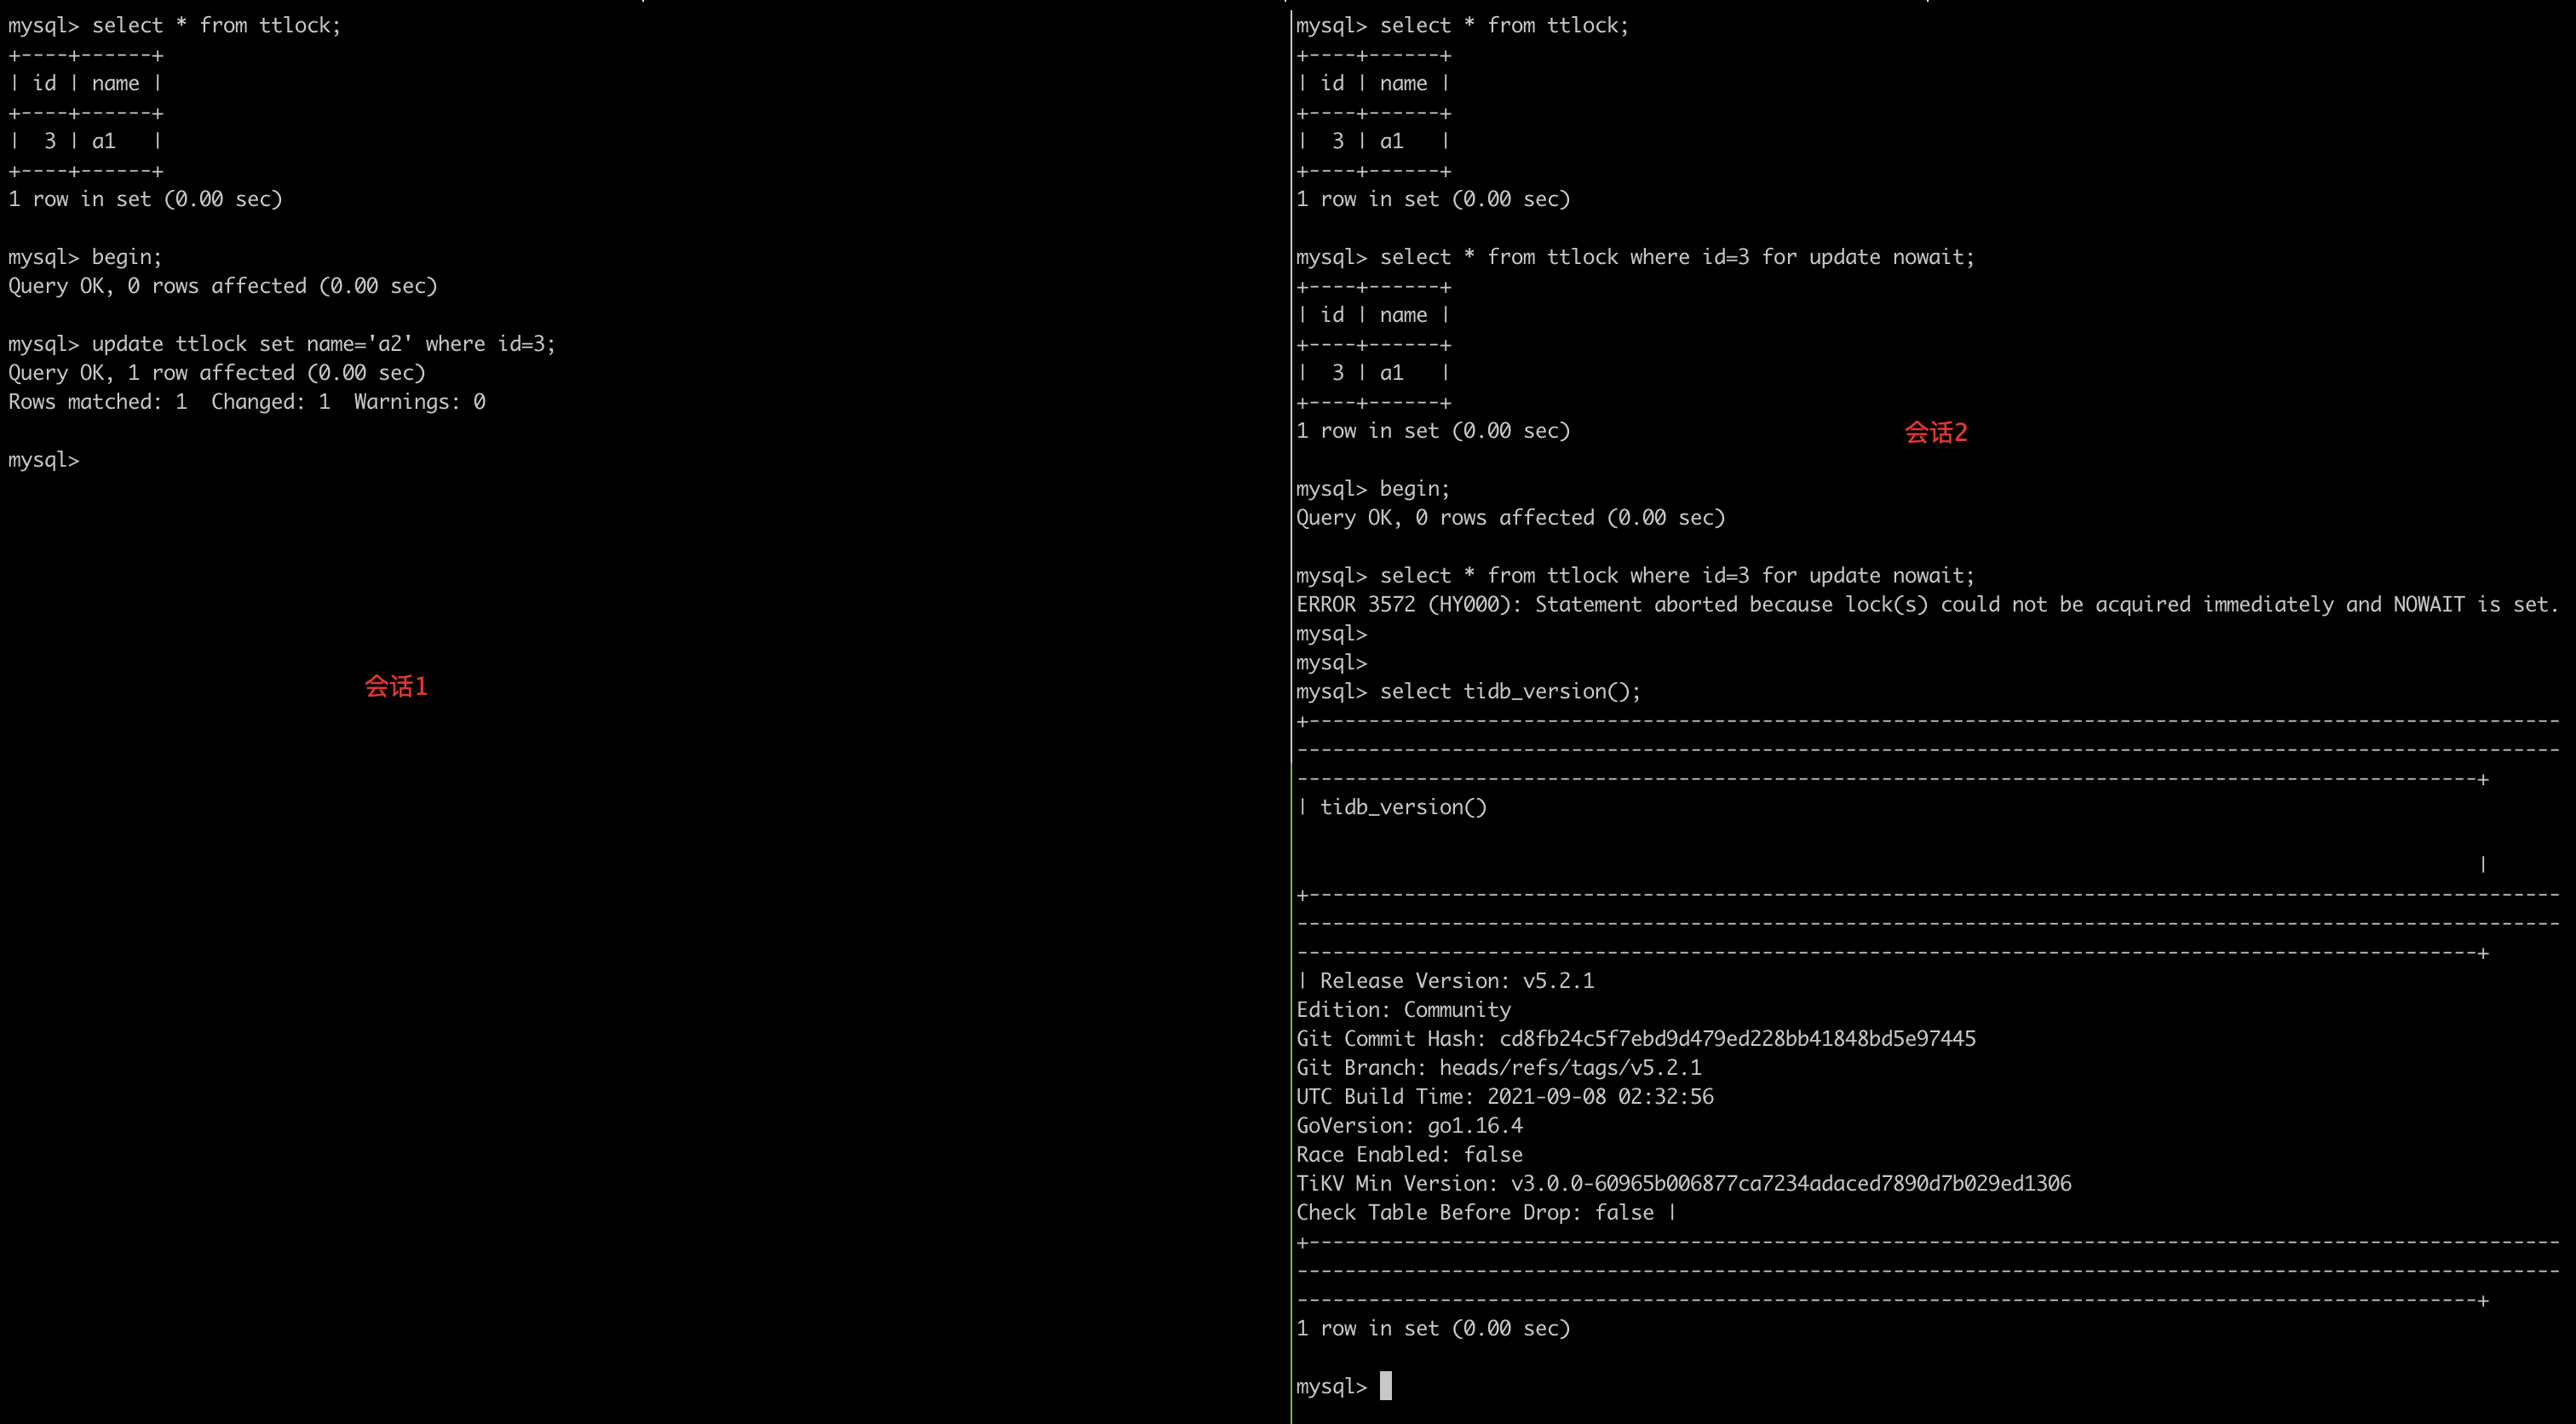 mysql> select * from ttlock;
+----+------+
| id | name |
+----+------+
|  3 | a1   |
+----+------+
1 row in set (0.00 sec)
mysql> begin;
Query OK, 0 rows affected (0.00 sec)
mysql> update ttlock set name='a2' where id=3;
Query OK, 1 row affected (0.00 sec)
Rows matched: 1  Changed: 1  Warnings: 0
mysql>
会话1
mysql> select * from ttlock;
+----+------+
| id | name |
+----+------+
|  3 | a1   |
+----+------+
1 row in set (0.00 sec)
mysql> select * from ttlock where id=3 for update nowait;
+----+------+
| id | name |
+----+------+
|  3 | a1   |
+----+------+
1 row in set (0.00 sec)
会话2
mysql> begin;
Query OK, 0 rows affected (0.00 sec)
mysql> select * from ttlock where id=3 for update nowait;
ERROR 3572 (HY000): Statement aborted because lock(s) could not be acquired immediately and NOWAIT is set.
mysql>
mysql>
mysql> select tidb_version();
| tidb_version()
|
| Release Version: v5.2.1
Edition: Community
Git Commit Hash: cd8fb24c5f7ebd9d479ed228bb41848bd5e97445
Git Branch: heads/refs/tags/v5.2.1
UTC Build Time: 2021-09-08 02:32:56
GoVersion: go1.16.4
Race Enabled: false
TiKV Min Version: v3.0.0-60965b006877ca7234adaced7890d7b029ed1306
Check Table Before Drop: false |
1 row in set (0.00 sec)
mysql>